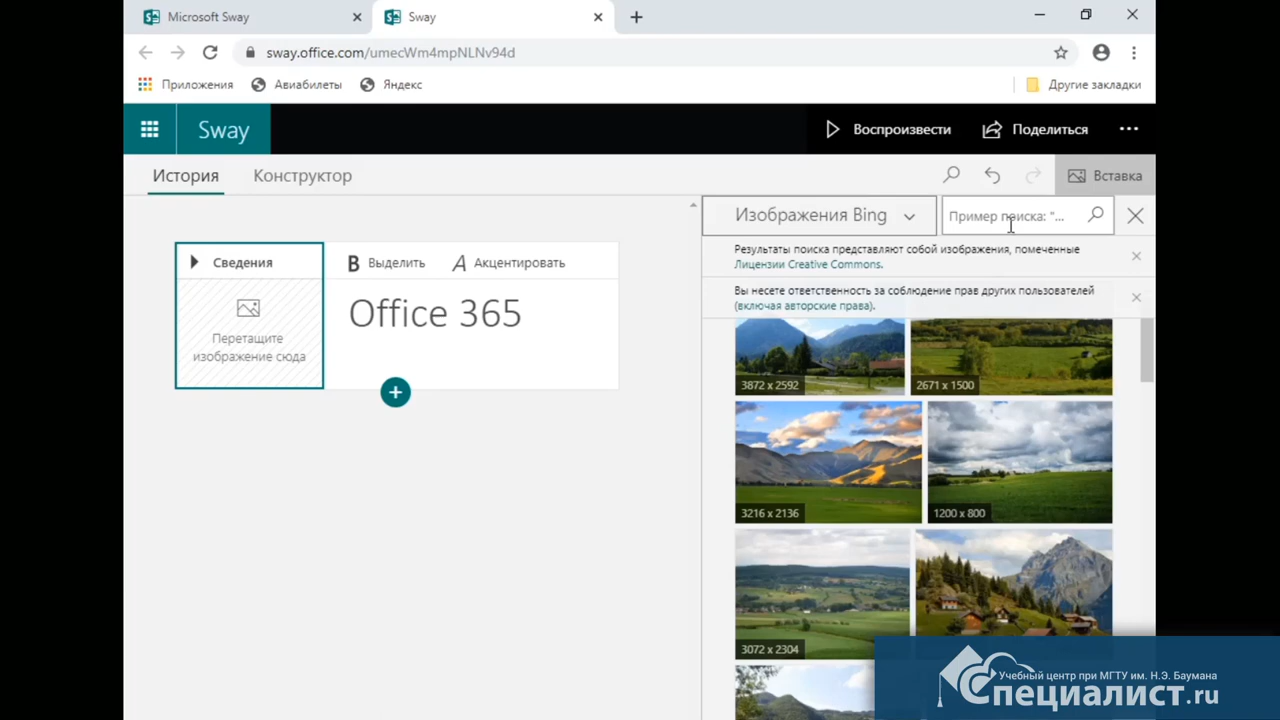 Microsoft Sway
Sway
sway.office.com/umecWm4mpNLNv94d
Приложения
Авиабилеты
Яндекс
Другие закладки
Sway
Воспроизвести
Поделиться
История
Конструктор
Вставка
Изображения Bing
Пример поиска: "...
Результаты поиска представляют собой изображения, помеченные
Лицензии Creative Commons.
Вы несете ответственность за соблюдение прав других пользователей
(включая авторские права).
Сведения
B Выделить
A Акцентировать
Office 365
Перетащите
изображение сюда
3872 x 2592
2671 x 1500
3216 x 2136
1200 x 800
3072 x 2304
Учебный центр при МГТУ им. Н.Э. Баумана
Специалист.ru